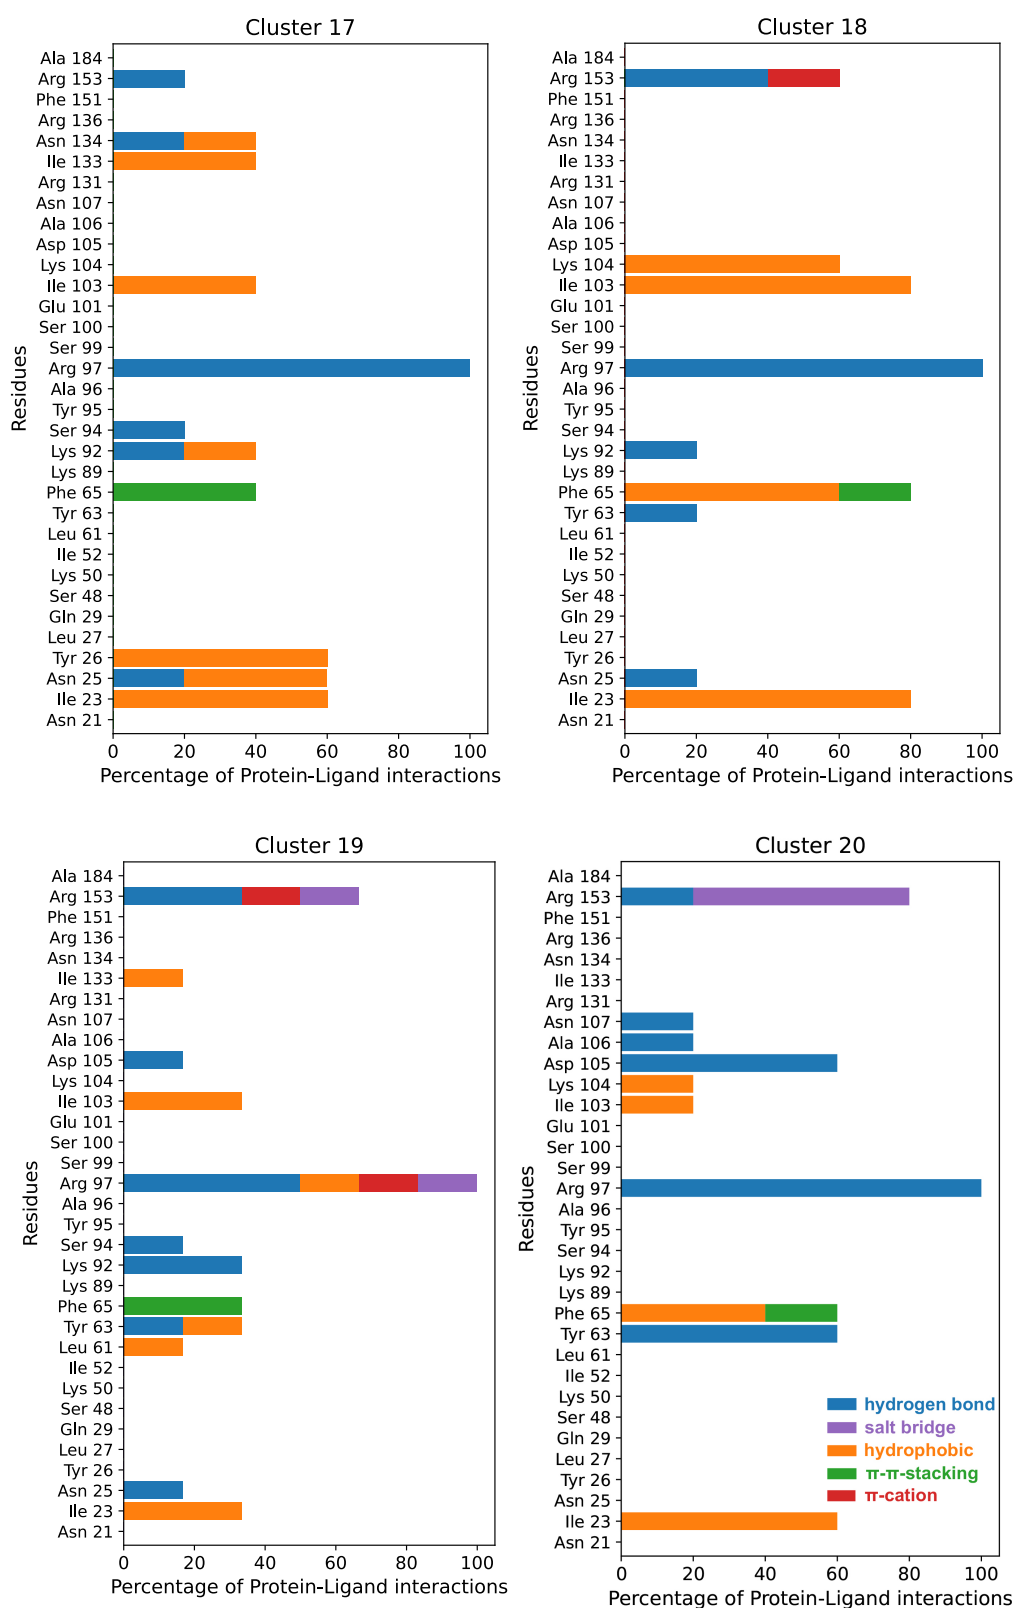 Cluster 17
Residues
Ala 184
Arg 153
Phe 151
Arg 136
Asn 134
Ile 133
Arg 131
Asn 107
Ala 106
Asp 105
Lys 104
Ile 103
Glu 101
Ser 100
Ser 99
Arg 97
Ala 96
Tyr 95
Ser 94
Lys 92
Lys 89
Phe 65
Tyr 63
Leu 61
Ile 52
Lys 50
Ser 48
Gln 29
Leu 27
Tyr 26
Asn 25
Ile 23
Asn 21
0 20 40 60 80 100
Percentage of Protein-Ligand interactions
Cluster 18
Residues
Ala 184
Arg 153
Phe 151
Arg 136
Asn 134
Ile 133
Arg 131
Asn 107
Ala 106
Asp 105
Lys 104
Ile 103
Glu 101
Ser 100
Ser 99
Arg 97
Ala 96
Tyr 95
Ser 94
Lys 92
Lys 89
Phe 65
Tyr 63
Leu 61
Ile 52
Lys 50
Ser 48
Gln 29
Leu 27
Tyr 26
Asn 25
Ile 23
Asn 21
0 20 40 60 80 100
Percentage of Protein-Ligand interactions
Cluster 19
Residues
Ala 184
Arg 153
Phe 151
Arg 136
Asn 134
Ile 133
Arg 131
Asn 107
Ala 106
Asp 105
Lys 104
Ile 103
Glu 101
Ser 100
Ser 99
Arg 97
Ala 96
Tyr 95
Ser 94
Lys 92
Lys 89
Phe 65
Tyr 63
Leu 61
Ile 52
Lys 50
Ser 48
Gln 29
Leu 27
Tyr 26
Asn 25
Ile 23
Asn 21
0 20 40 60 80 100
Percentage of Protein-Ligand interactions
Cluster 20
Residues
Ala 184
Arg 153
Phe 151
Arg 136
Asn 134
Ile 133
Arg 131
Asn 107
Ala 106
Asp 105
Lys 104
Ile 103
Glu 101
Ser 100
Ser 99
Arg 97
Ala 96
Tyr 95
Ser 94
Lys 92
Lys 89
Phe 65
Tyr 63
Leu 61
Ile 52
Lys 50
Ser 48
Gln 29
Leu 27
Tyr 26
Asn 25
Ile 23
Asn 21
hydrogen bond
salt bridge
hydrophobic
π-π-stacking
π-cation
0 20 40 60 80 100
Percentage of Protein-Ligand interactions